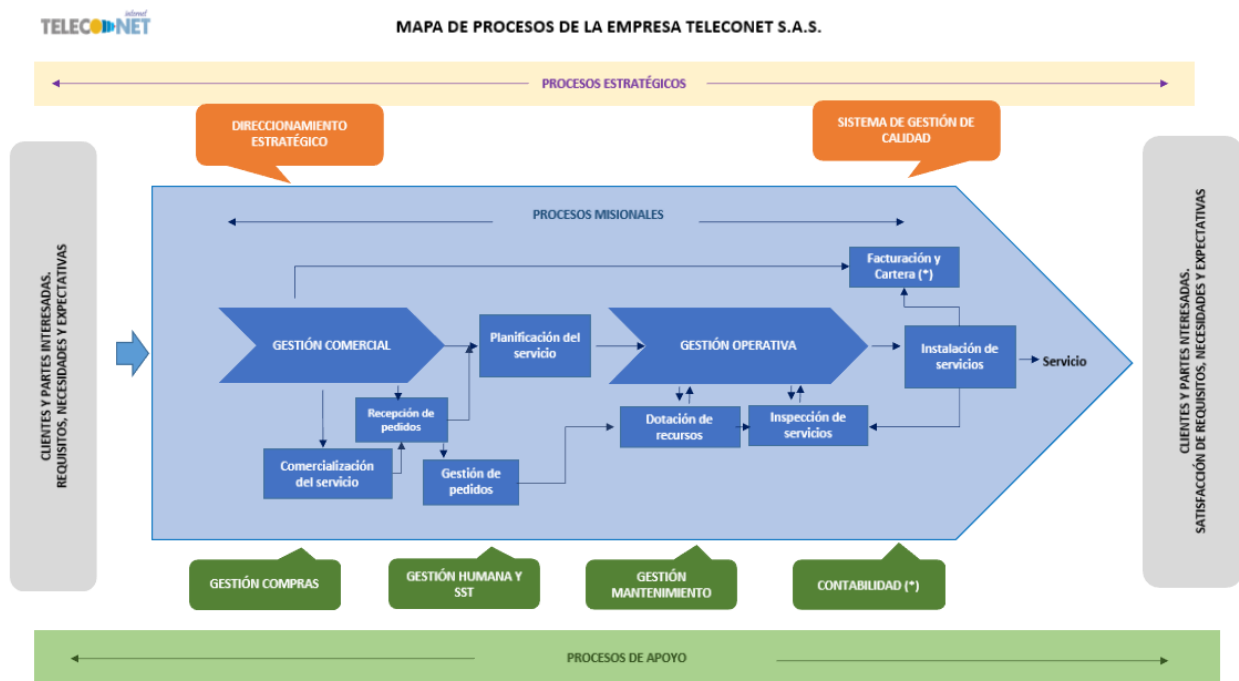 internet
TELECONET
MAPA DE PROCESOS DE LA EMPRESA TELECONET S.A.S.
PROCESOS ESTRATÉGICOS
DIRECCIONAMIENTO
ESTRATÉGICO
SISTEMA DE GESTIÓN DE
CALIDAD
CLIENTES Y PARTES INTERESADAS.
REQUISITOS, NECESIDADES Y EXPECTATIVAS
PROCESOS MISIONALES
Facturación y
Cartera (*)
GESTIÓN COMERCIAL
Planificación del
servicio
GESTIÓN OPERATIVA
Instalación de
servicios
Servicio
Recepción de
pedidos
Dotación de
recursos
Inspección de
servicios
Comercialización
del servicio
Gestión de
pedidos
CLIENTES Y PARTES INTERESADAS.
SATISFACCIÓN DE REQUISITOS, NECESIDADES Y EXPECTATIVAS
GESTIÓN COMPRAS
GESTIÓN HUMANA Y
SST
GESTIÓN
MANTENIMIENTO
CONTABILIDAD (*)
PROCESOS DE APOYO